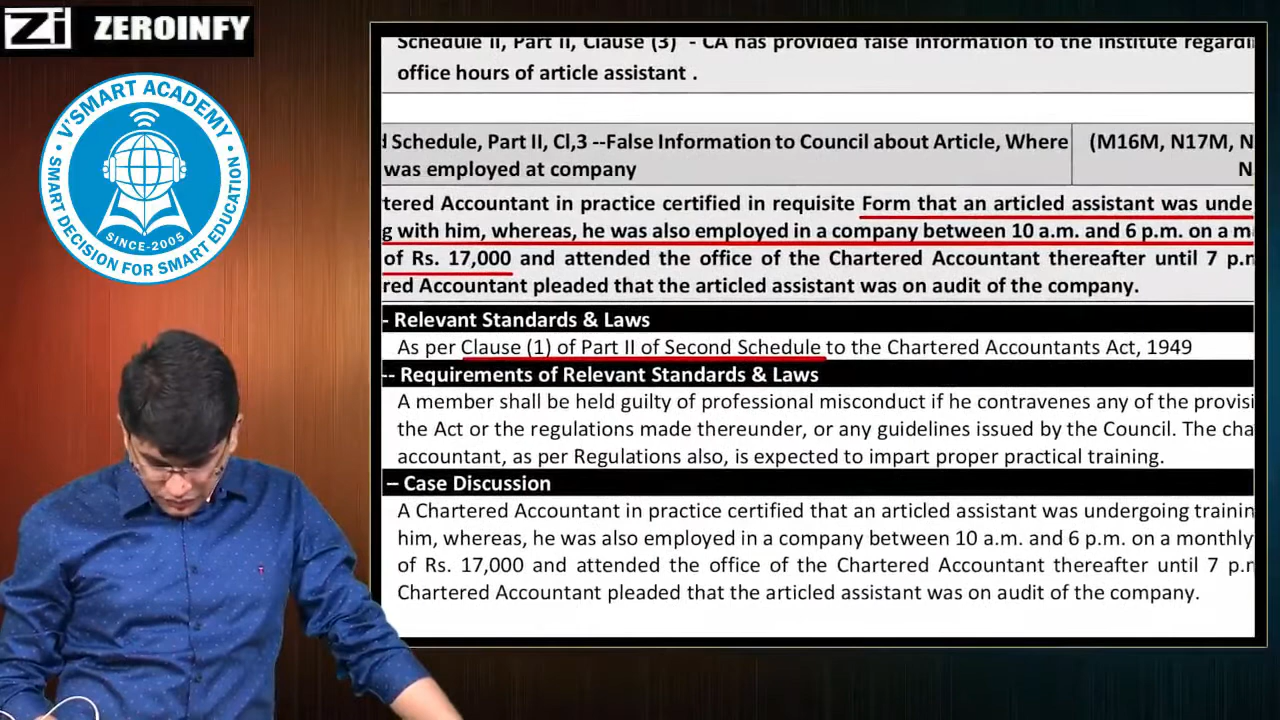 Zi ZEROINFY
V'SMART ACADEMY
SMART DECISION FOR SMART EDUCATION
SINCE-2005
Schedule II, Part II, Clause (3) - CA has provided false information to the Institute regardi
office hours of article assistant .
d Schedule, Part II, Cl,3 --False Information to Council about Article, Where (M16M, N17M, N
was employed at company N
tered Accountant in practice certified in requisite Form that an articled assistant was unde
g with him, whereas, he was also employed in a company between 10 a.m. and 6 p.m. on a m
of Rs. 17,000 and attended the office of the Chartered Accountant thereafter until 7 p.r
red Accountant pleaded that the articled assistant was on audit of the company.
- Relevant Standards & Laws
As per Clause (1) of Part II of Second Schedule to the Chartered Accountants Act, 1949
-- Requirements of Relevant Standards & Laws
A member shall be held guilty of professional misconduct if he contravenes any of the provisi
the Act or the regulations made thereunder, or any guidelines issued by the Council. The cha
accountant, as per Regulations also, is expected to impart proper practical training.
– Case Discussion
A Chartered Accountant in practice certified that an articled assistant was undergoing trainin
him, whereas, he was also employed in a company between 10 a.m. and 6 p.m. on a monthly
of Rs. 17,000 and attended the office of the Chartered Accountant thereafter until 7 p.r
Chartered Accountant pleaded that the articled assistant was on audit of the company.